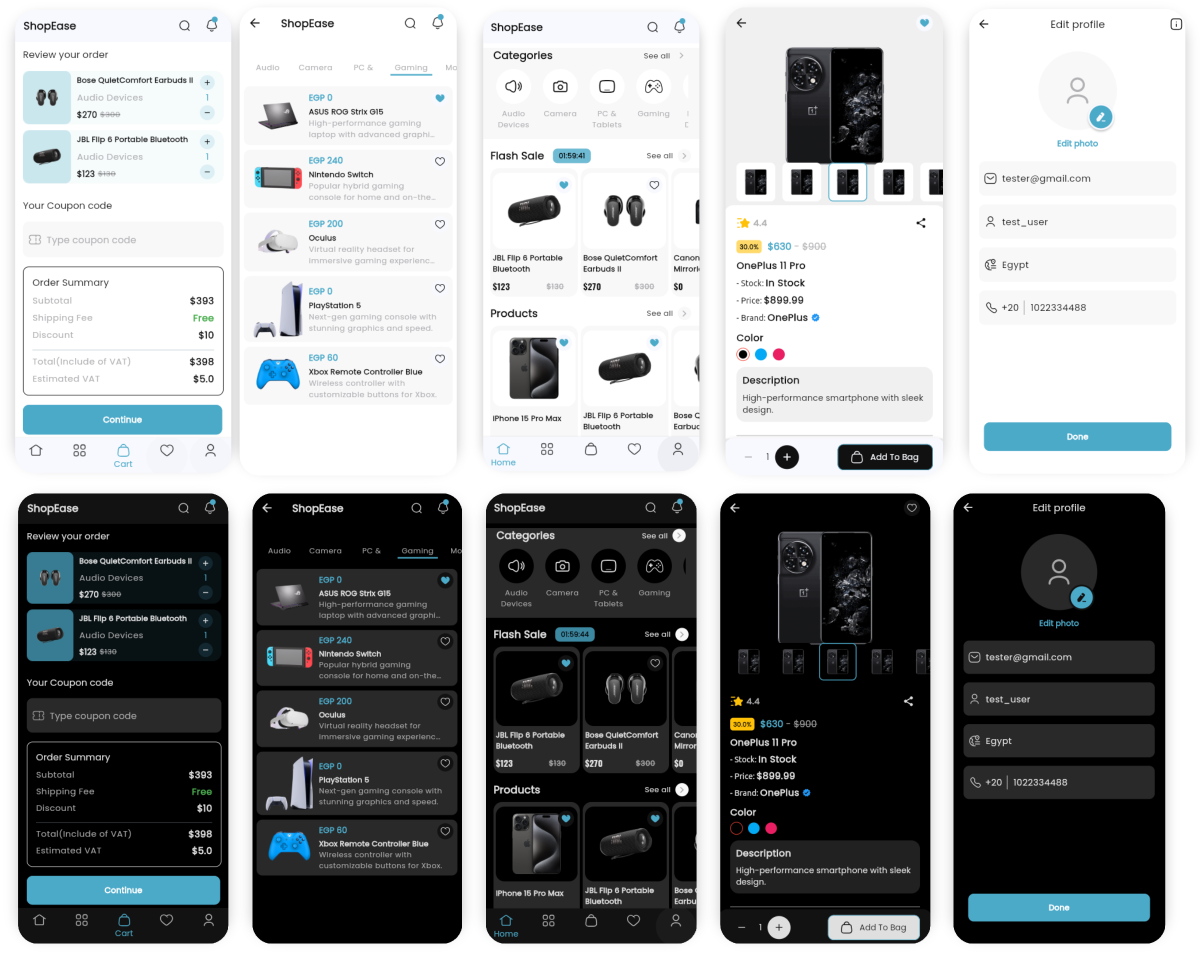 ShopEase
Review your order
Bose QuietComfort Earbuds II
+
Audio Devices
1
$270 $300
−
JBL Flip 6 Portable Bluetooth
+
Audio Devices
1
$123 $130
−
Your Coupon code
Type coupon code
Order Summary
Subtotal $393
Shipping Fee Free
Discount $10
Total(Include of VAT) $398
Estimated VAT $5.0
Continue
Cart
ShopEase
Audio Camera PC & Gaming Mo
EGP 0
ASUS ROG Strix G15
High-performance gaming
laptop with advanced graphi...
EGP 240
Nintendo Switch
Popular hybrid gaming
console for home and on-the...
EGP 200
Oculus
Virtual reality headset for
immersive gaming experienc...
EGP 0
PlayStation 5
Next-gen gaming console with
stunning graphics and speed.
EGP 60
Xbox Remote Controller Blue
Wireless controller with
customizable buttons for Xbox.
ShopEase
Categories See all
Audio
Devices
Camera
PC &
Tablets
Gaming
Flash Sale 01:59:41 See all
JBL Flip 6 Portable
Bluetooth
$123 $130
Bose QuietComfort
Earbuds II
$270 $300
Canon
Mirrorl
$0
Products See all
iPhone 15 Pro Max
JBL Flip 6 Portable
Bluetooth
Bose Q
Earbuc
Home
4.4
30.0% $630 - $900
OnePlus 11 Pro
- Stock: In Stock
- Price: $899.99
- Brand: OnePlus
Color
Description
High-performance smartphone with sleek
design.
− 1 + Add To Bag
Edit profile
Edit photo
tester@gmail.com
test_user
Egypt
+20 1022334488
Done
ShopEase
Review your order
Bose QuietComfort Earbuds II
+
Audio Devices
1
$270 $300
−
JBL Flip 6 Portable Bluetooth
+
Audio Devices
1
$123 $130
−
Your Coupon code
Type coupon code
Order Summary
Subtotal $393
Shipping Fee Free
Discount $10
Total(Include of VAT) $398
Estimated VAT $5.0
Continue
Cart
ShopEase
Audio Camera PC & Gaming Mo
EGP 0
ASUS ROG Strix G15
High-performance gaming
laptop with advanced graphi...
EGP 240
Nintendo Switch
Popular hybrid gaming
console for home and on-the...
EGP 200
Oculus
Virtual reality headset for
immersive gaming experienc...
EGP 0
PlayStation 5
Next-gen gaming console with
stunning graphics and speed.
EGP 60
Xbox Remote Controller Blue
Wireless controller with
customizable buttons for Xbox.
ShopEase
Categories See all
Audio
Devices
Camera
PC &
Tablets
Gaming
Flash Sale 01:59:44 See all
JBL Flip 6 Portable
Bluetooth
$123 $130
Bose QuietComfort
Earbuds II
$270 $300
Canon
Mirror
$0
Products See all
iPhone 15 Pro Max
JBL Flip 6 Portable
Bluetooth
Bose
Earbu
Home
4.4
30.0% $630 - $900
OnePlus 11 Pro
- Stock: In Stock
- Price: $899.99
- Brand: OnePlus
Color
Description
High-performance smartphone with sleek
design.
− 1 + Add To Bag
Edit profile
Edit photo
tester@gmail.com
test_user
Egypt
+20 1022334488
Done